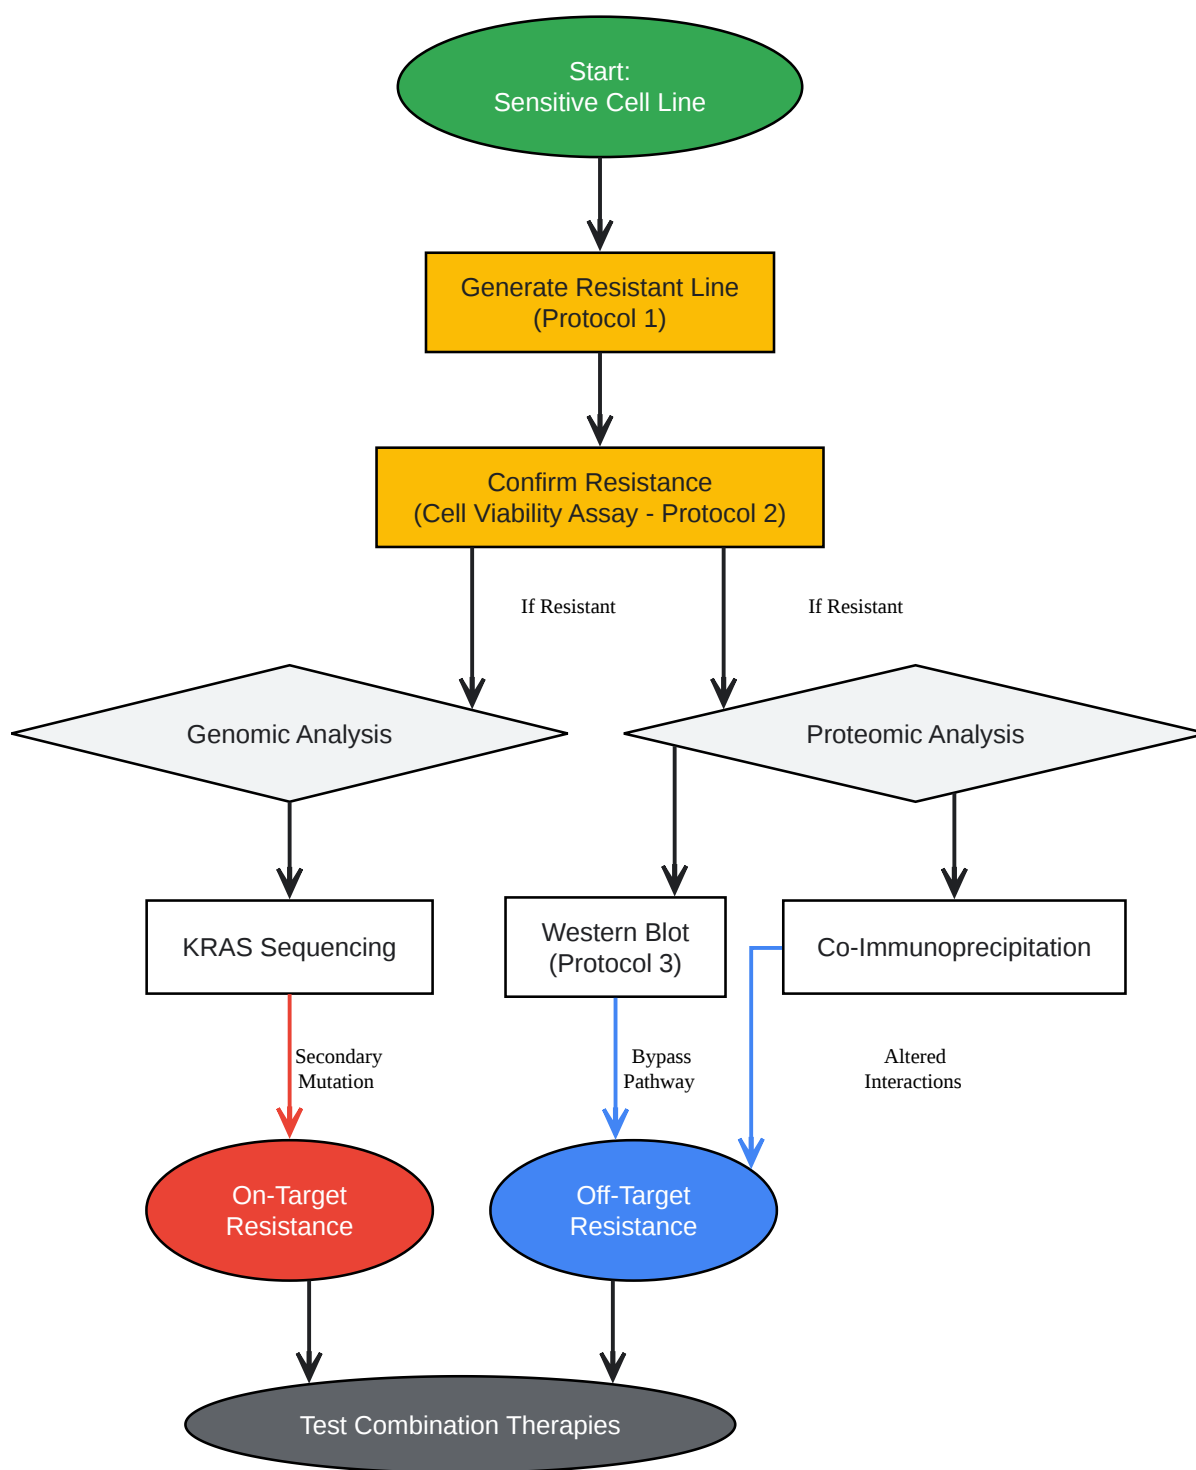 Start:
Sensitive Cell Line
Generate Resistant Line
(Protocol 1)
Confirm Resistance
(Cell Viability Assay - Protocol 2)
If Resistant
If Resistant
Genomic Analysis
Proteomic Analysis
KRAS Sequencing
Western Blot
(Protocol 3)
Co-Immunoprecipitation
Secondary
Mutation
Bypass
Pathway
Altered
Interactions
On-Target
Resistance
Off-Target
Resistance
Test Combination Therapies